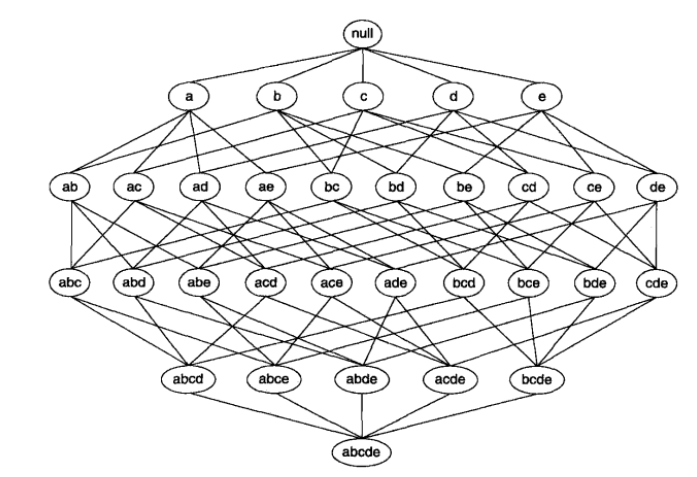 null
a b c d e
ab ac ad ae bc bd be cd ce de
abc abd abe acd ace ade bcd bce bde cde
abcd abce abde acde bcde
abcde